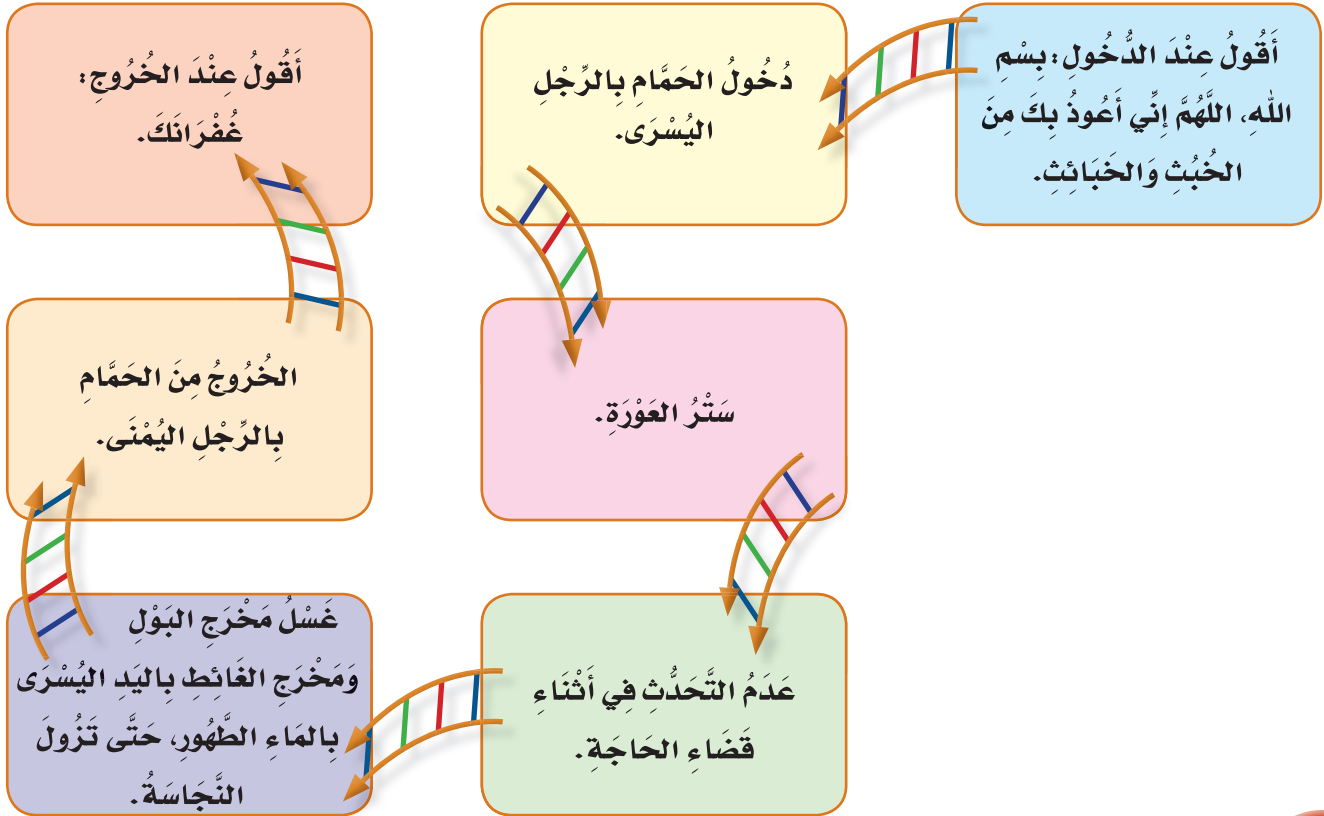 أَقُولُ عِنْدَ الدُّخُولِ: بِسْمِ
اللهِ، اللَّهُمَّ إِنِّي أَعُوذُ بِكَ مِنَ
الخُبُثِ وَالخَبَائِثِ.
دُخُولُ الحَمَّامِ بِالرِّجْلِ
اليُسْرَى.
سَتْرُ العَوْرَةِ.
عَدَمُ التَّحَدُّثِ فِي أَثْنَاءِ
قَضَاءِ الحَاجَةِ.
غَسْلُ مَخْرَجِ البَوْلِ
وَمَخْرَجِ الغَائِطِ بِاليَدِ اليُسْرَى
بِالمَاءِ الطَّهُورِ، حَتَّى تَزُولَ
النَّجَاسَةُ.
الخُرُوجُ مِنَ الحَمَّامِ
بِالرِّجْلِ اليُمْنَى.
أَقُولُ عِنْدَ الخُرُوجِ:
غُفْرَانَكَ.